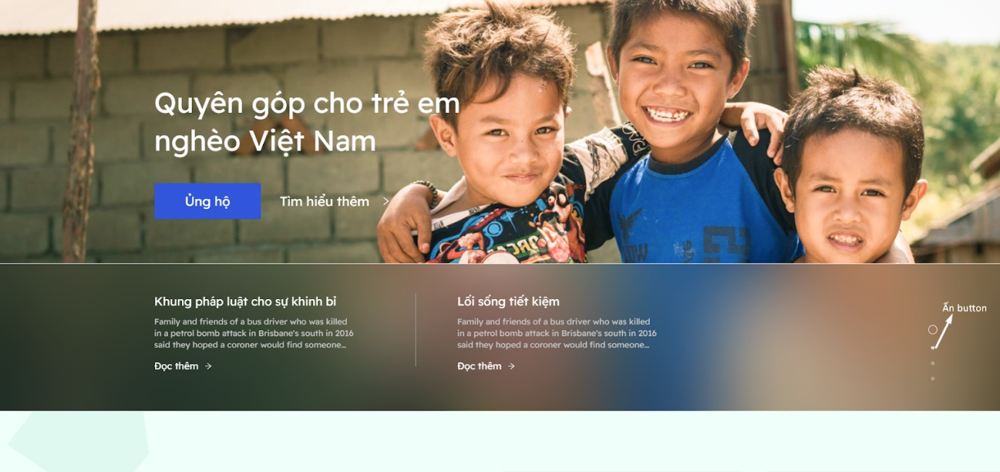 Quyên góp cho trẻ em
nghèo Việt Nam
Ủng hộ
Tìm hiểu thêm
Khung pháp luật cho sự khinh bỉ
Family and friends of a bus driver who was killed
in a petrol bomb attack in Brisbane's south in 2016
said they hoped a coroner would find someone...
Đọc thêm
Lối sống tiết kiệm
Family and friends of a bus driver who was killed
in a petrol bomb attack in Brisbane's south in 2016
said they hoped a coroner would find someone...
Đọc thêm
Ấn button